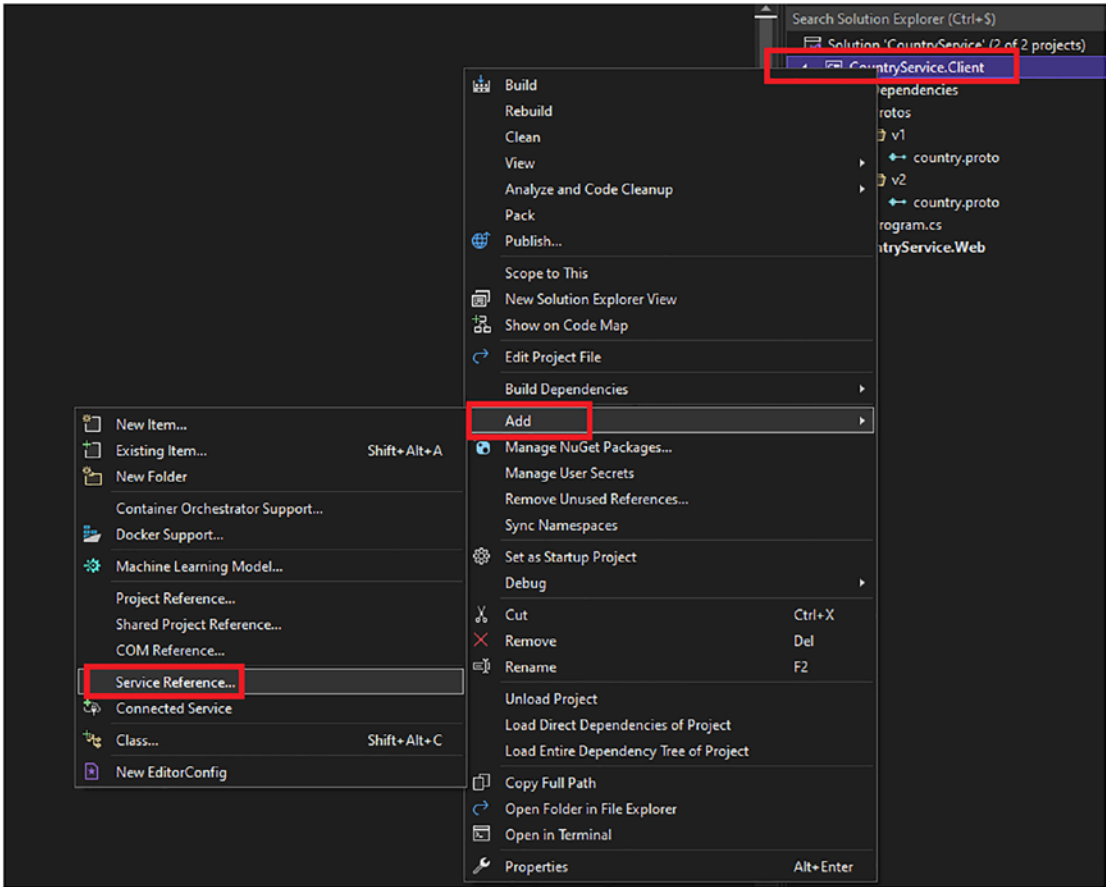 Search Solution Explorer (Ctrl+$)
Solution 'CountryService' (2 of 2 projects)
CountryService.Client
ependencies
rotos
v1
country.proto
v2
country.proto
rogram.cs
ntryService.Web
Build
Rebuild
Clean
View
Analyze and Code Cleanup
Pack
Publish...
Scope to This
New Solution Explorer View
Show on Code Map
Edit Project File
Build Dependencies
Add
Manage NuGet Packages...
Manage User Secrets
Remove Unused References...
Sync Namespaces
Set as Startup Project
Debug
Cut Ctrl+X
Remove Del
Rename F2
Unload Project
Load Direct Dependencies of Project
Load Entire Dependency Tree of Project
Copy Full Path
Open Folder in File Explorer
Open in Terminal
Properties Alt+Enter
New Item...
Existing Item... Shift+Alt+A
New Folder
Container Orchestrator Support...
Docker Support...
Machine Learning Model...
Project Reference...
Shared Project Reference...
COM Reference...
Service Reference...
Connected Service
Class... Shift+Alt+C
New EditorConfig